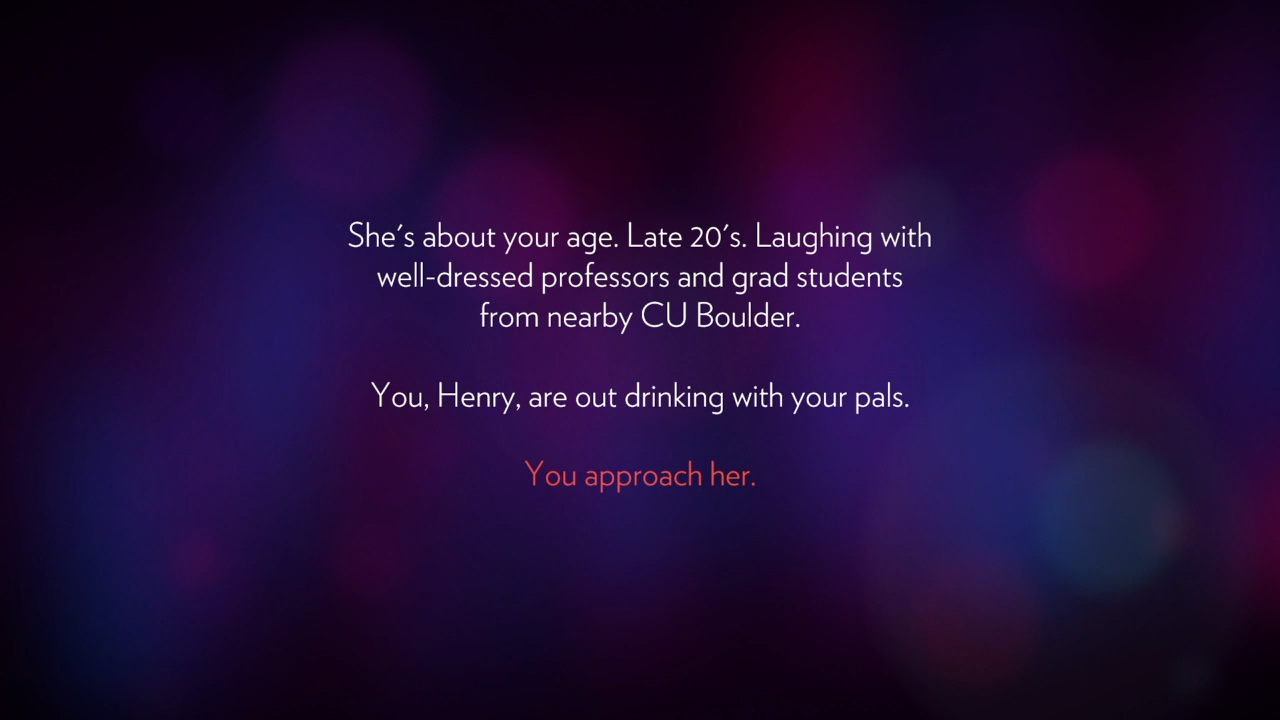 She's about your age. Late 20's. Laughing with
well-dressed professors and grad students
from nearby CU Boulder.
You, Henry, are out drinking with your pals.
You approach her.